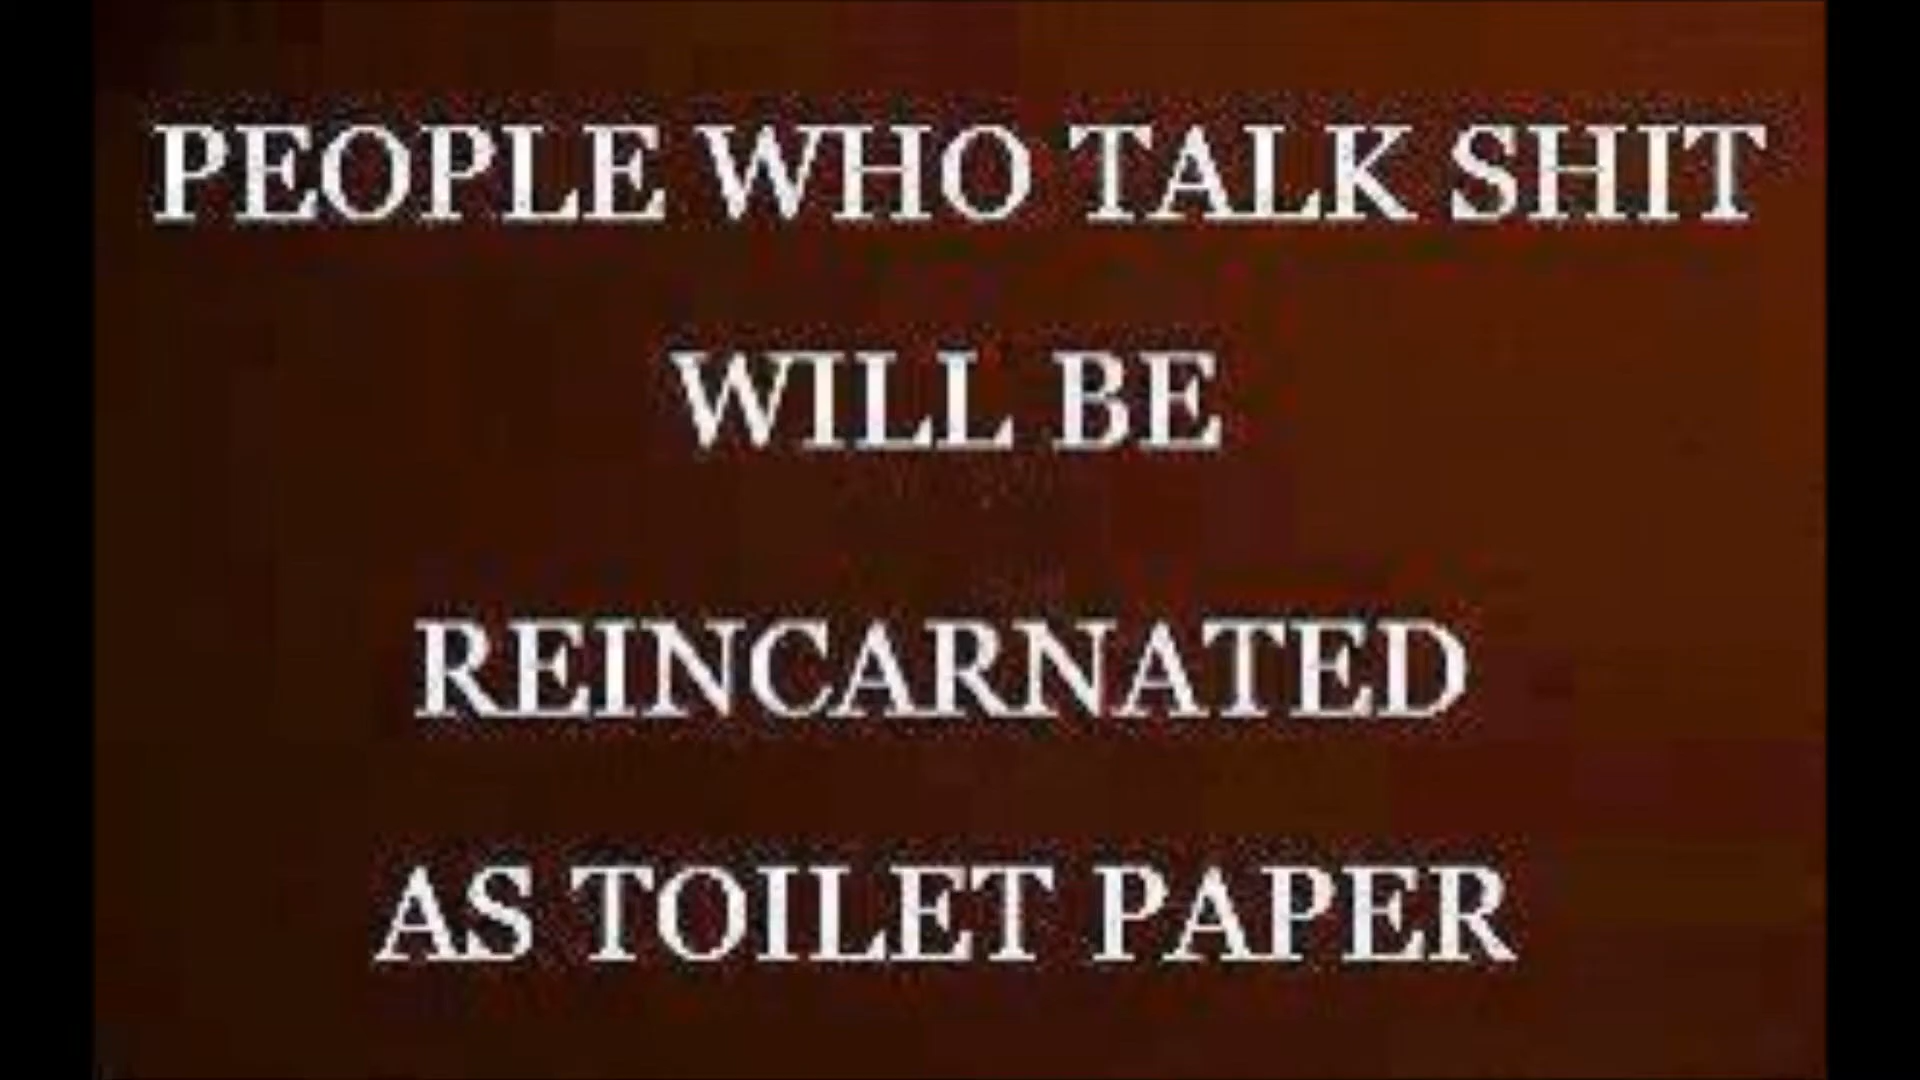 PEOPLE WHO TALK SHIT
WILL BE
REINCARNATED
AS TOILET PAPER